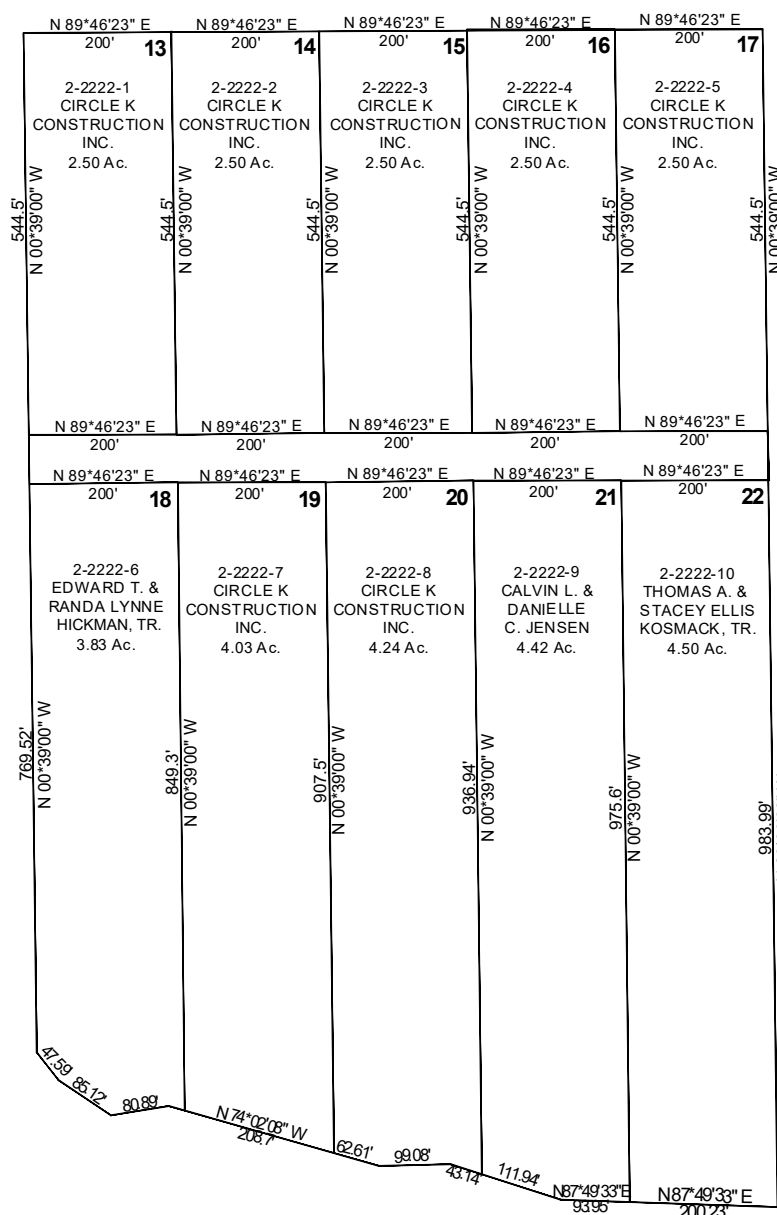 N 89*46'23" E
200'
13
N 89*46'23" E
200'
14
N 89*46'23" E
200'
15
N 89*46'23" E
200'
16
N 89*46'23" E
200'
17
2-2222-1
CIRCLE K
CONSTRUCTION
INC.
2.50 Ac.
2-2222-2
CIRCLE K
CONSTRUCTION
INC.
2.50 Ac.
2-2222-3
CIRCLE K
CONSTRUCTION
INC.
2.50 Ac.
2-2222-4
CIRCLE K
CONSTRUCTION
INC.
2.50 Ac.
2-2222-5
CIRCLE K
CONSTRUCTION
INC.
2.50 Ac.
544.5'
N 00*39'00" W
544.5'
N 00*39'00" W
544.5'
N 00*39'00" W
544.5'
N 00*39'00" W
544.5'
N 00*39'00" W
544.5'
N 00*39'00" W
N 89*46'23" E
200'
N 89*46'23" E
200'
N 89*46'23" E
200'
N 89*46'23" E
200'
N 89*46'23" E
200'
N 89*46'23" E
200'
18
N 89*46'23" E
200'
19
N 89*46'23" E
200'
20
N 89*46'23" E
200'
21
N 89*46'23" E
200'
22
2-2222-6
EDWARD T. &
RANDA LYNNE
HICKMAN, TR.
3.83 Ac.
2-2222-7
CIRCLE K
CONSTRUCTION
INC.
4.03 Ac.
2-2222-8
CIRCLE K
CONSTRUCTION
INC.
4.24 Ac.
2-2222-9
CALVIN L. &
DANIELLE
C. JENSEN
4.42 Ac.
2-2222-10
THOMAS A. &
STACEY ELLIS
KOSMACK, TR.
4.50 Ac.
769.52'
N 00*39'00" W
849.3'
N 00*39'00" W
907.5'
N 00*39'00" W
936.94'
N 00*39'00" W
975.6'
N 00*39'00" W
983.99'
47.59'
85.12'
80.89'
N 74*02'08" W
208.7'
62.61'
99.08'
43.14'
111.94'
N87*49'33"E
93.95'
N87*49'33" E
200.23'